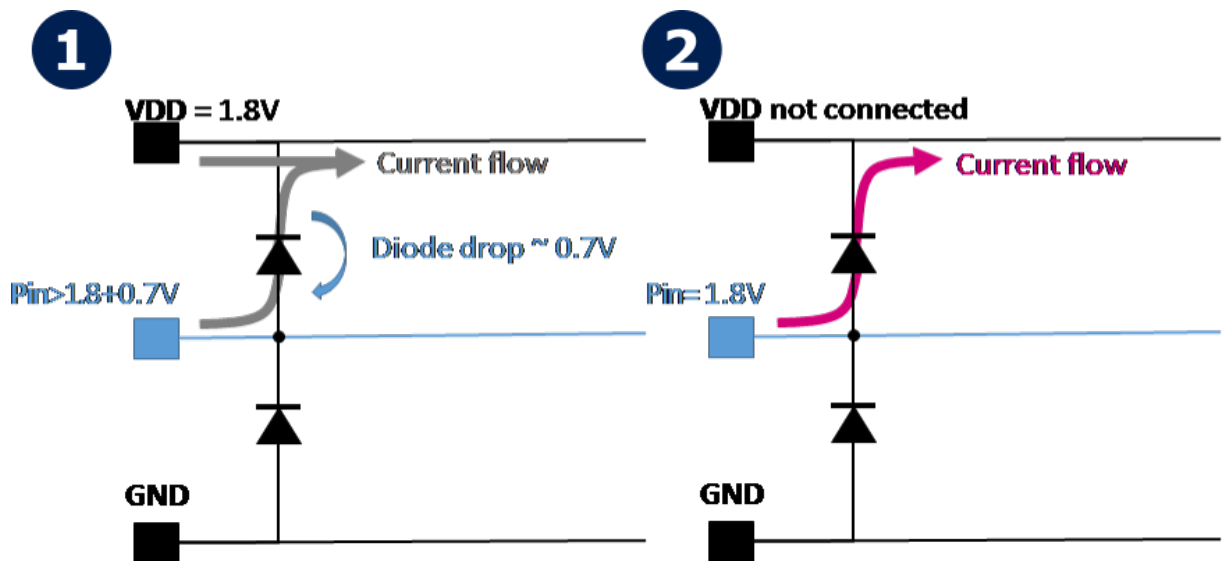 1
VDD = 1.8V
Current flow
Diode drop ~ 0.7V
Pin>1.8+0.7V
GND
2
VDD not connected
Current flow
Pin= 1.8V
GND